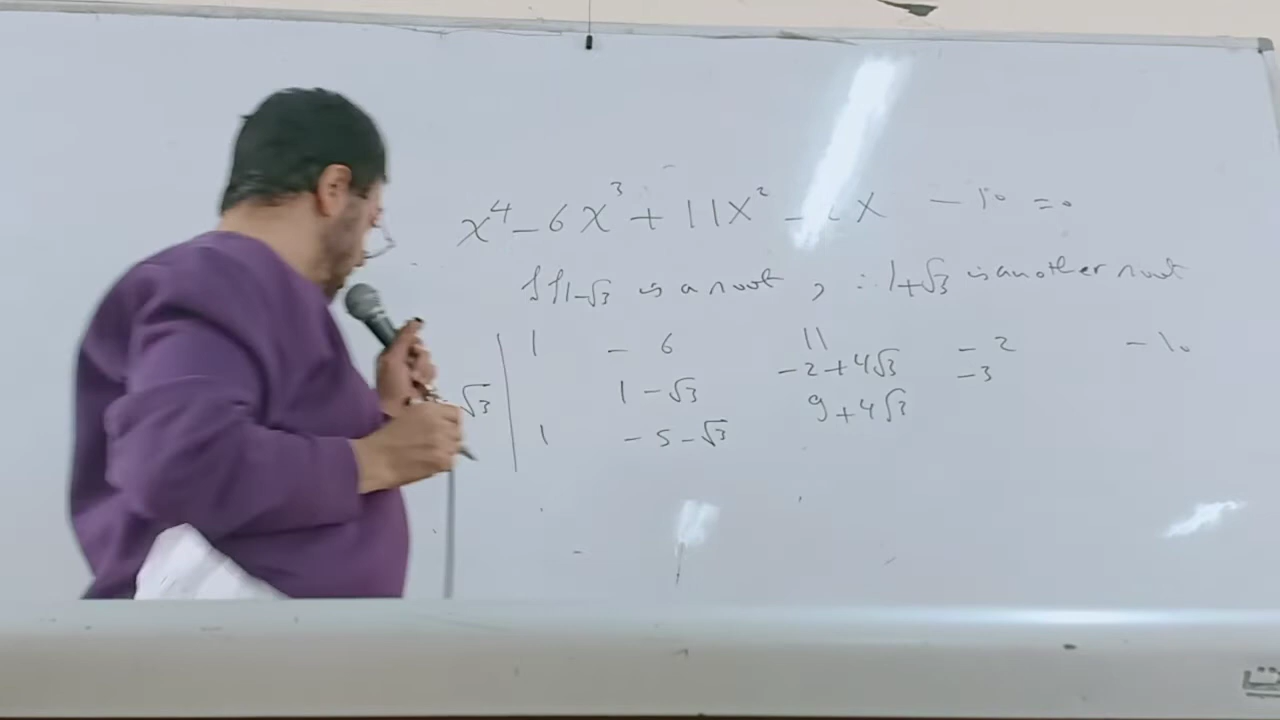 x⁴ - 6x³ + 11x² - 2x - 10 = 0
If 1-√3 is a root , ∴ 1+√3 is another root
1 - 6 11 - 2 - 10
1 - √3 -2+4√3 -3
√3
1 -5-√3 9+4√3
ت